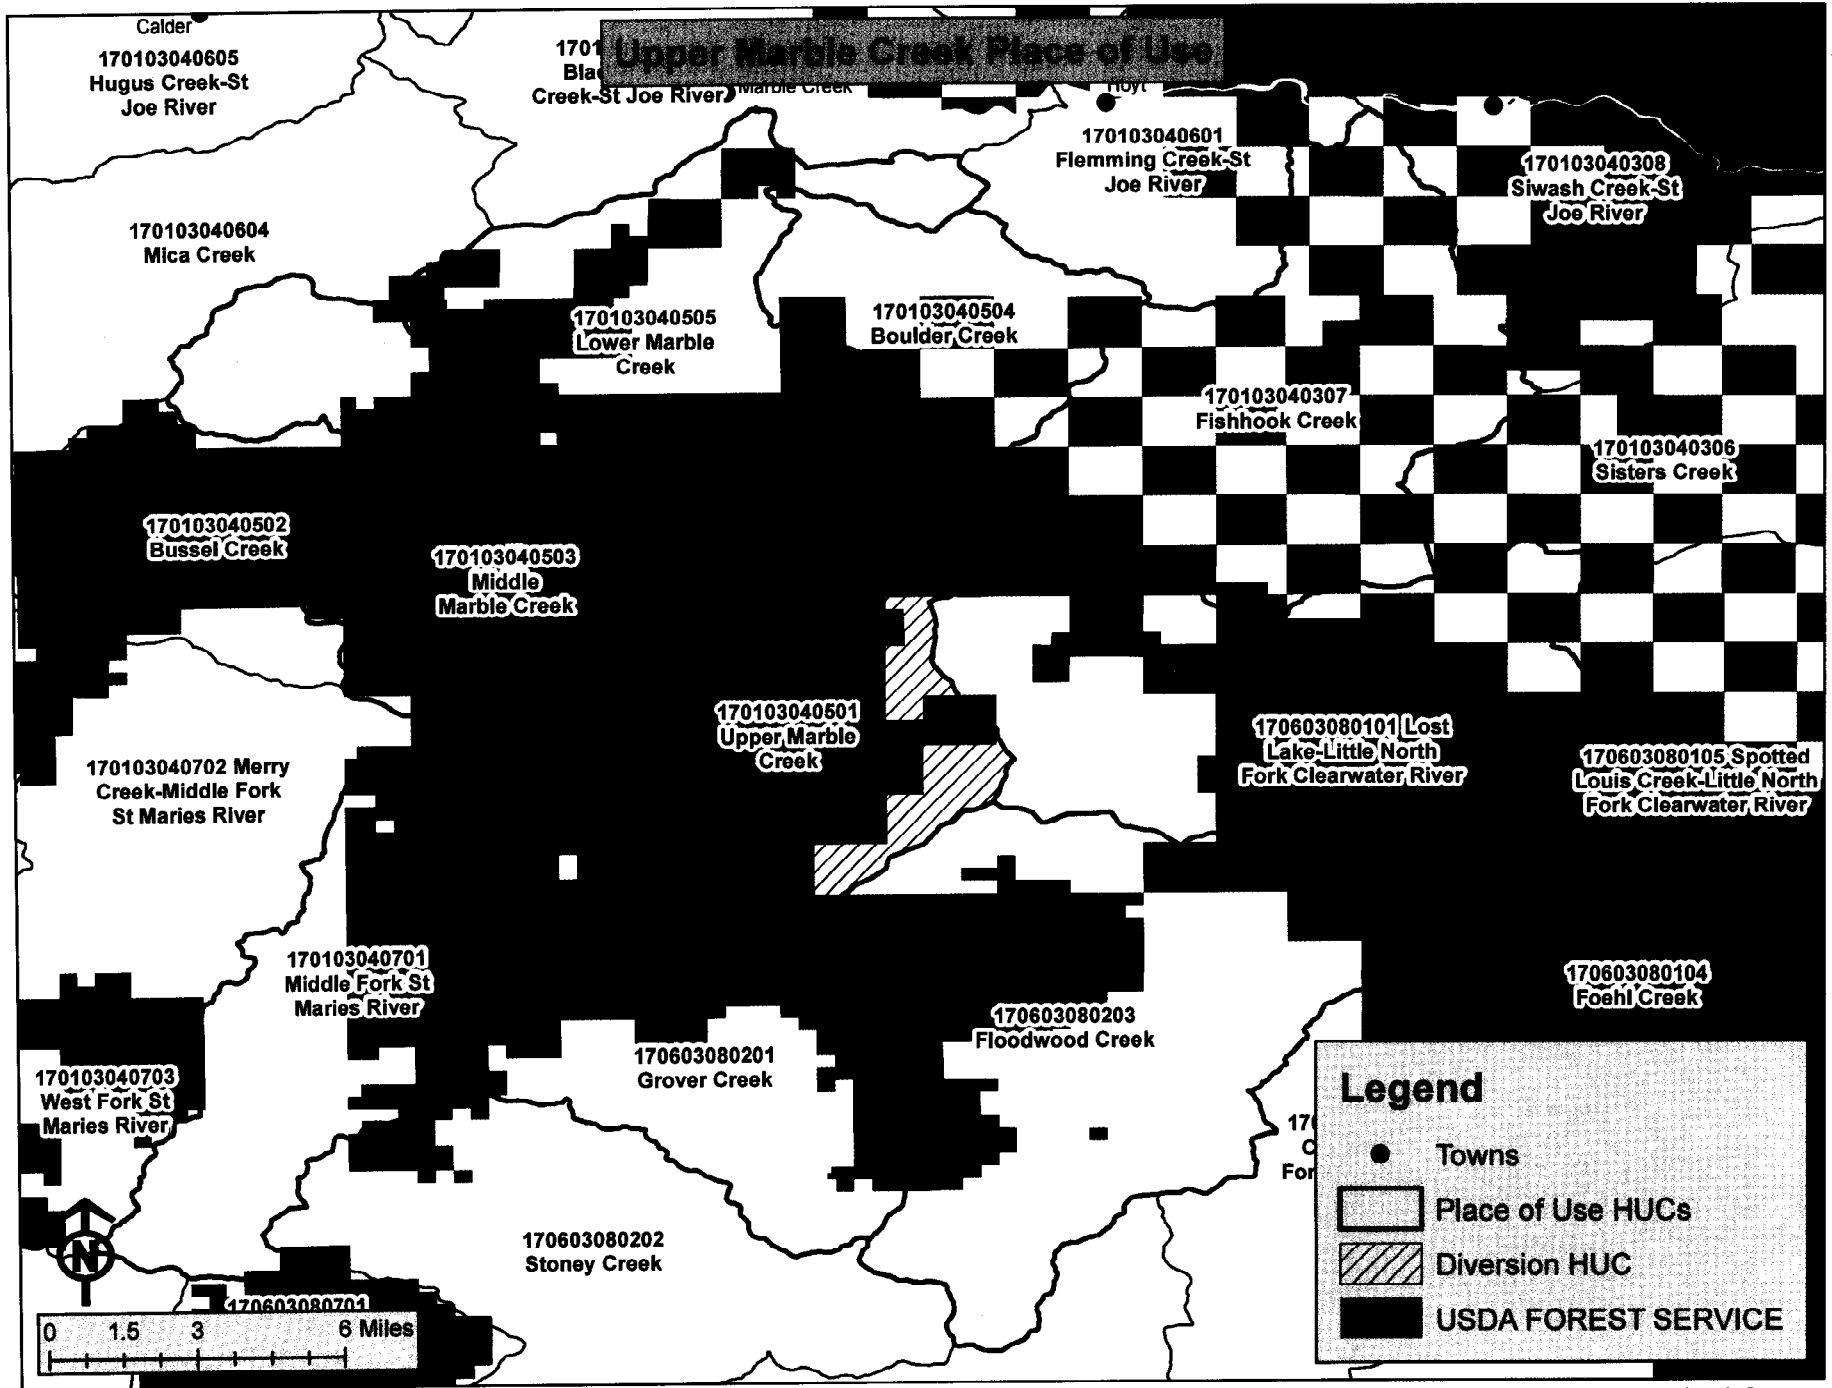 Calder
170103040605
Hugus Creek-St
Joe River
1701
Creek-St Joe River
Marble Creek
Upper Marble Creek Place of Use
Hoyt
170103040601
Flemming Creek-St
Joe River
170103040308
Siwash Creek-St
Joe River
170103040604
Mica Creek
170103040505
Lower Marble
Creek
170103040504
Boulder Creek
170103040307
Fishhook Creek
170103040306
Sisters Creek
170103040502
Bussel Creek
170103040503
Middle
Marble Creek
170103040501
Upper Marble
Creek
170603080101 Lost
Lake-Little North
Fork Clearwater River
170603080105 Spotted
Louis Creek-Little North
Fork Clearwater River
170103040702 Merry
Creek-Middle Fork
St Maries River
170103040701
Middle Fork St
Maries River
170603080104
Foehl Creek
170603080203
Floodwood Creek
170603080201
Grover Creek
170103040703
West Fork St
Maries River
170603080202
Stoney Creek
170603080701
N
0 1.5 3 6 Miles
Legend
Towns
Place of Use HUCs
Diversion HUC
USDA FOREST SERVICE